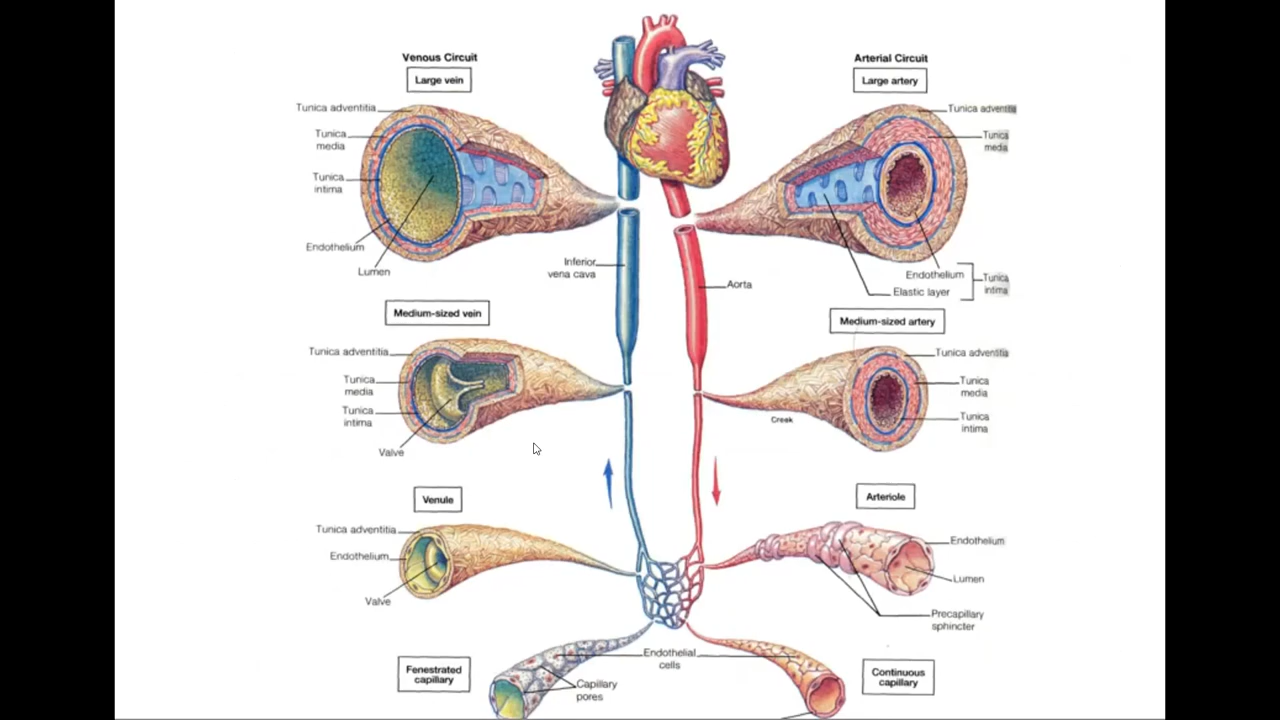 Venous Circuit
Large vein
Tunica adventitia
Tunica
media
Tunica
intima
Endothelium
Lumen
Inferior
vena cava
Medium-sized vein
Tunica adventitia
Tunica
media
Tunica
intima
Valve
Venule
Tunica adventitia
Endothelium
Valve
Fenestrated
capillary
Capillary
pores
Endothelial
cells
Arterial Circuit
Large artery
Tunica adventitia
Tunica
media
Endothelium
Elastic layer
Tunica
intima
Aorta
Medium-sized artery
Tunica adventitia
Tunica
media
Tunica
intima
Creek
Arteriole
Endothelium
Lumen
Precapillary
sphincter
Continuous
capillary